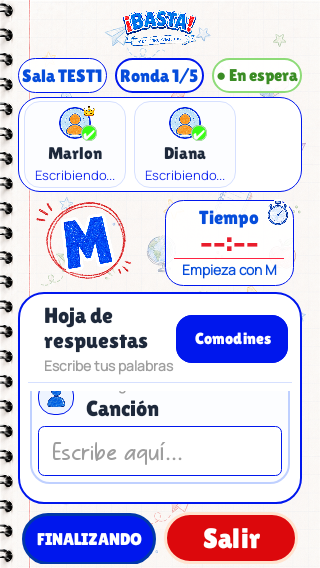 ¡BASTA!
Sala TEST1
Ronda 1/5
• En espera
Marlon
Escribiendo...
Diana
Escribiendo...
M
Tiempo
--:--
Empieza con M
Hoja de
respuestas
Escribe tus palabras
Comodines
Canción
Escribe aquí...
FINALIZANDO
Salir